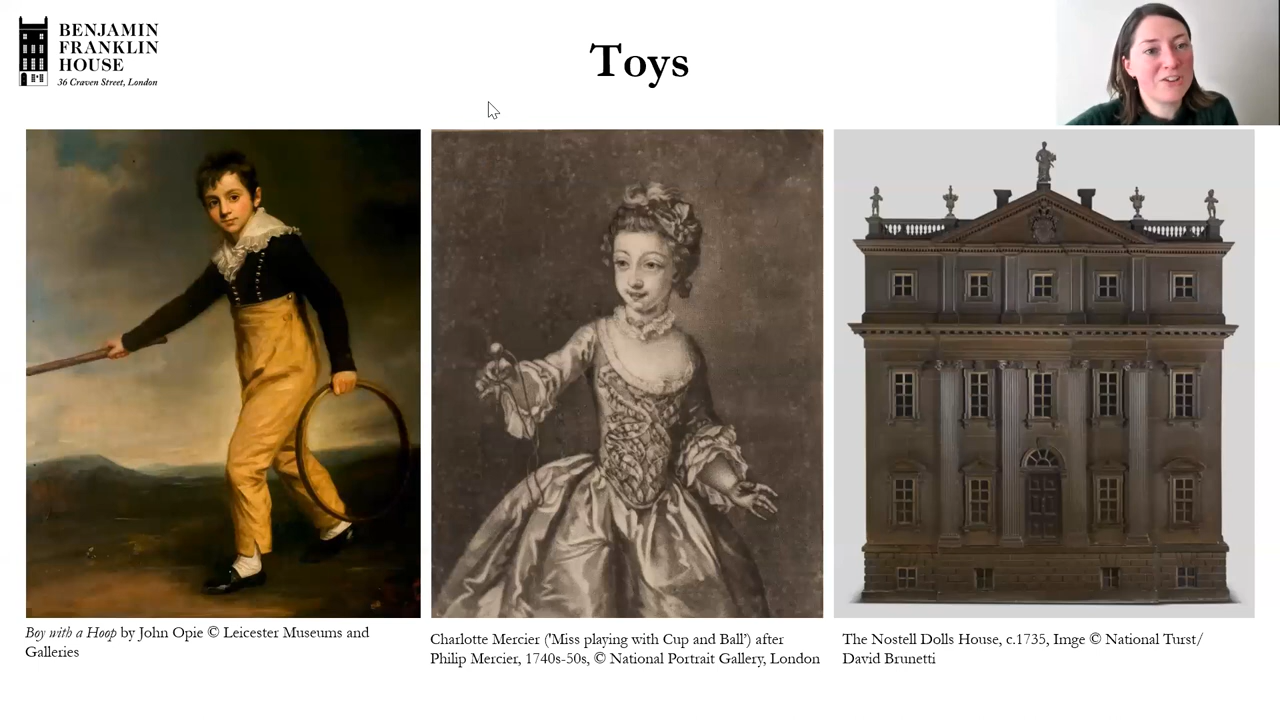 BENJAMIN
FRANKLIN
HOUSE
36 Craven Street, London
Toys
Boy with a Hoop by John Opie © Leicester Museums and
Galleries
Charlotte Mercier ('Miss playing with Cup and Ball') after
Philip Mercier, 1740s-50s, © National Portrait Gallery, London
The Nostell Dolls House, c.1735, Imge © National Turst/
David Brunetti